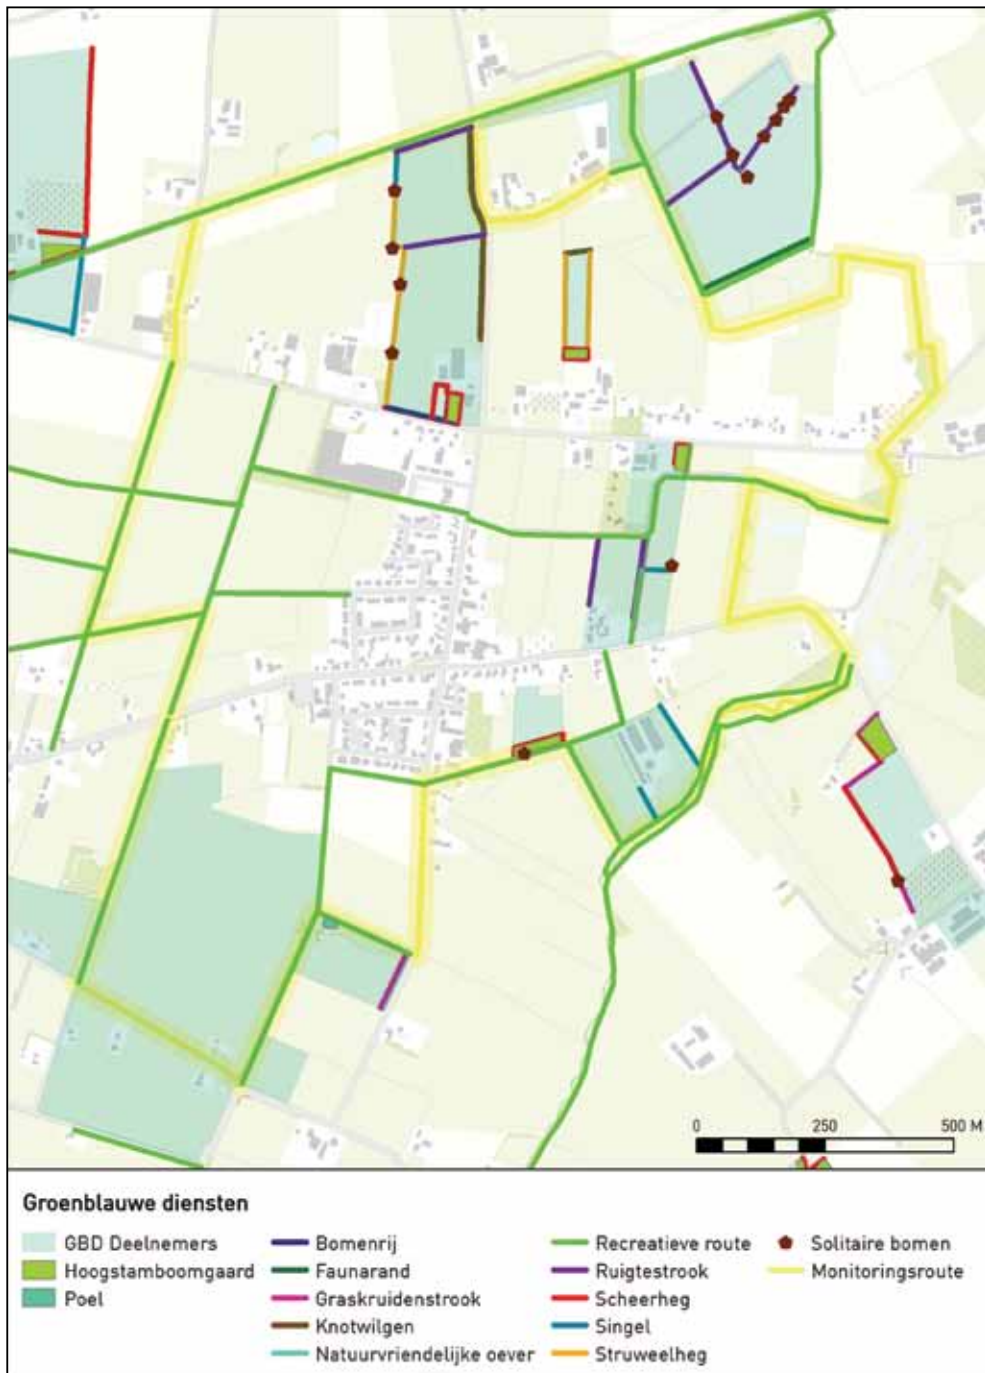 0 250 500 M
Groenblauwe diensten
GBD Deelnemers
Hoogstamboomgaard
Poel
Bomenrij
Faunarand
Graskruidenstrook
Knotwilgen
Natuurvriendelijke oever
Recreatieve route
Ruigtestrook
Scheerheg
Singel
Struweelheg
Solitaire bomen
Monitoringsroute